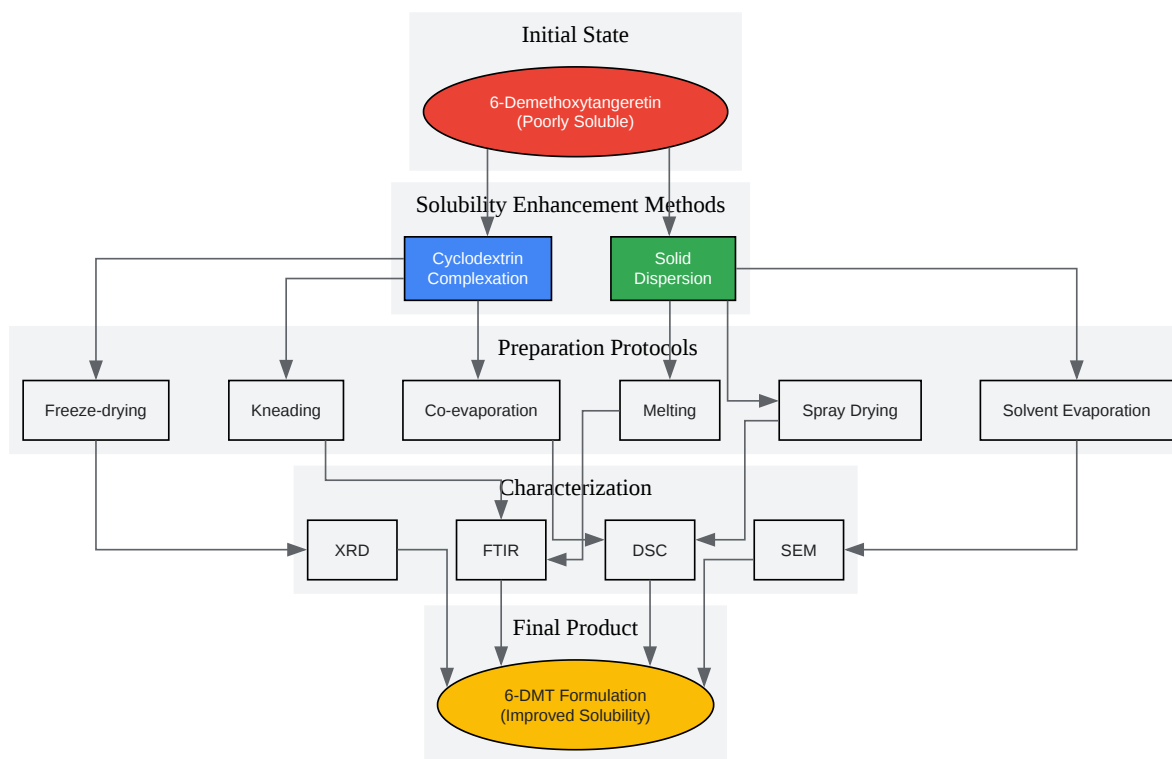 Initial State
6-Demethoxytangeretin
(Poorly Soluble)
Solubility Enhancement Methods
Cyclodextrin
Complexation
Solid
Dispersion
Preparation Protocols
Freeze-drying
Kneading
Co-evaporation
Melting
Spray Drying
Solvent Evaporation
Characterization
XRD
FTIR
DSC
SEM
Final Product
6-DMT Formulation
(Improved Solubility)